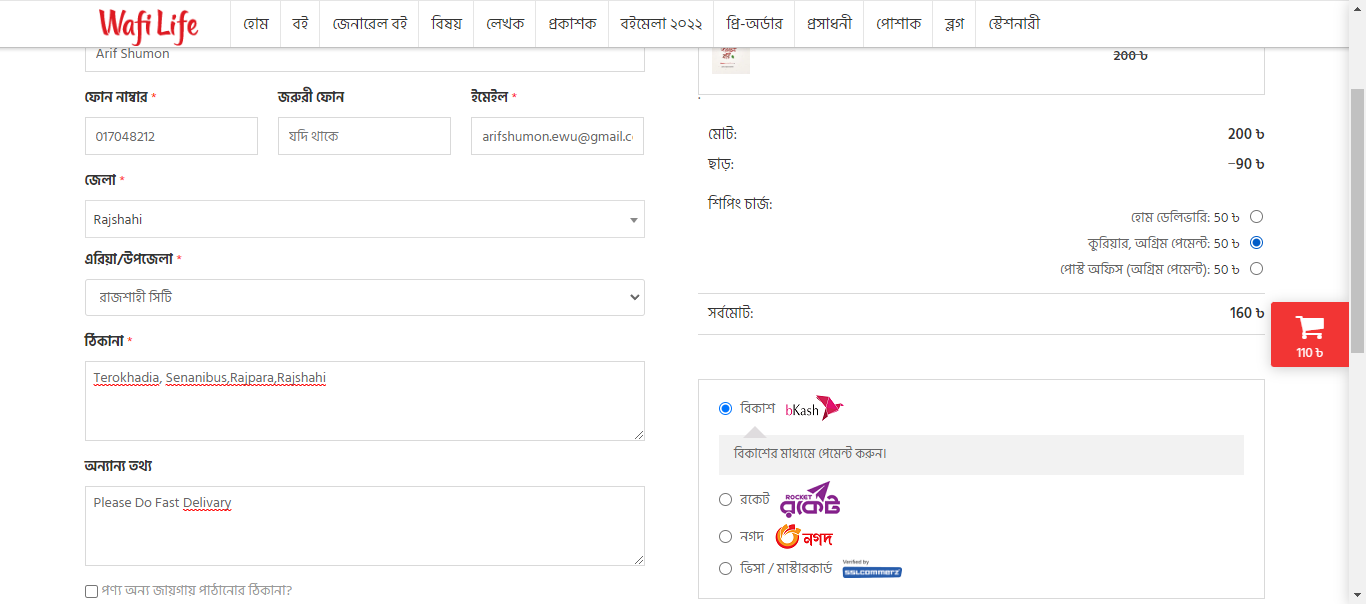 Wafi Life
হোম
বই
জেনারেল বই
বিষয়
লেখক
প্রকাশক
বইমেলা ২০২২
প্রি-অর্ডার
প্রসাধনী
পোশাক
ব্লগ
স্টেশনারী
Arif Shumon
ফোন নাম্বার *
জরুরী ফোন
ইমেইল *
017048212
যদি থাকে
arifshumon.ewu@gmail.c
জেলা *
Rajshahi
এরিয়া/উপজেলা *
রাজশাহী সিটি
ঠিকানা *
Terokhadia, Senanibus,Rajpara,Rajshahi
অন্যান্য তথ্য
Please Do Fast Delivary
পণ্য অন্য জায়গায় পাঠানোর ঠিকানা?
200 ৳
মোট:
200 ৳
ছাড়:
-90 ৳
শিপিং চার্জ:
হোম ডেলিভারি: 50 ৳
কুরিয়ার, অগ্রিম পেমেন্ট: 50 ৳
পোস্ট অফিস (অগ্রিম পেমেন্ট): 50 ৳
সর্বমোট:
160 ৳
110 ৳
বিকাশ bKash
বিকাশের মাধ্যমে পেমেন্ট করুন।
রকেট ROCKET রকেট
নগদ নগদ
ভিসা / মাস্টারকার্ড Verified by SSLCOMMERZ